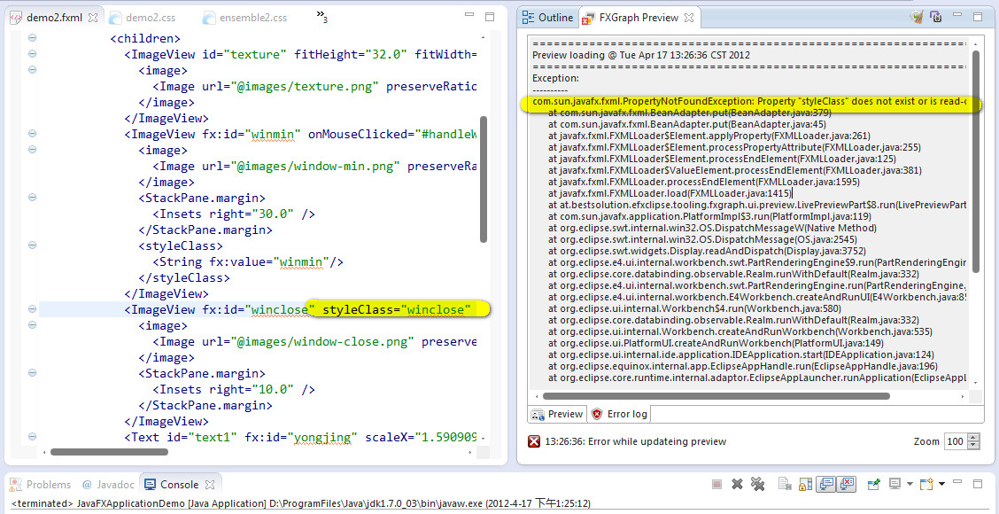 demo2.fxml demo2.css ensemble2.css »3
<children>
<ImageView id="texture" fitHeight="32.0" fitWidth=
<image>
<Image url="@images/texture.png" preserveRatio
</image>
</ImageView>
<ImageView fx:id="winmin" onMouseClicked="#handleW
<image>
<Image url="@images/window-min.png" preserveRa
</image>
<StackPane.margin>
<Insets right="30.0" />
</StackPane.margin>
<styleClass>
<String fx:value="winmin"/>
</styleClass>
</ImageView>
<ImageView fx:id="winclose" styleClass="winclose"
<image>
<Image url="@images/window-close.png" preserve
</image>
<StackPane.margin>
<Insets right="10.0" />
</StackPane.margin>
</ImageView>
<Text id="text1" fx:id="yongjing" scaleX="1.590909
Outline FXGraph Preview
Preview loading @ Tue Apr 17 13:26:36 CST 2012
Exception:
----------
com.sun.javafx.fxml.PropertyNotFoundException: Property "styleClass" does not exist or is read-o
at com.sun.javafx.fxml.BeanAdapter.put(BeanAdapter.java:379)
at com.sun.javafx.fxml.BeanAdapter.put(BeanAdapter.java:45)
at javafx.fxml.FXMLLoader$Element.applyProperty(FXMLLoader.java:261)
at javafx.fxml.FXMLLoader$Element.processPropertyAttribute(FXMLLoader.java:255)
at javafx.fxml.FXMLLoader$Element.processEndElement(FXMLLoader.java:125)
at javafx.fxml.FXMLLoader$ValueElement.processEndElement(FXMLLoader.java:381)
at javafx.fxml.FXMLLoader.processEndElement(FXMLLoader.java:1595)
at javafx.fxml.FXMLLoader.load(FXMLLoader.java:1415)
at at.bestsolution.efxclipse.tooling.fxgraph.ui.preview.LivePreviewPart$8.run(LivePreviewPart
at com.sun.javafx.application.PlatformImpl$3.run(PlatformImpl.java:119)
at org.eclipse.swt.internal.win32.OS.DispatchMessageW(Native Method)
at org.eclipse.swt.internal.win32.OS.DispatchMessage(OS.java:2545)
at org.eclipse.swt.widgets.Display.readAndDispatch(Display.java:3752)
at org.eclipse.e4.ui.internal.workbench.swt.PartRenderingEngine$9.run(PartRenderingEngin
at org.eclipse.core.databinding.observable.Realm.runWithDefault(Realm.java:332)
at org.eclipse.e4.ui.internal.workbench.swt.PartRenderingEngine.run(PartRenderingEngine.
at org.eclipse.e4.ui.internal.workbench.E4Workbench.createAndRunUI(E4Workbench.java:85
at org.eclipse.ui.internal.Workbench$4.run(Workbench.java:580)
at org.eclipse.core.databinding.observable.Realm.runWithDefault(Realm.java:332)
at org.eclipse.ui.internal.Workbench.createAndRunWorkbench(Workbench.java:535)
at org.eclipse.ui.PlatformUI.createAndRunWorkbench(PlatformUI.java:149)
at org.eclipse.ui.internal.ide.application.IDEApplication.start(IDEApplication.java:124)
at org.eclipse.equinox.internal.app.EclipseAppHandle.run(EclipseAppHandle.java:196)
at org.eclipse.core.runtime.internal.adaptor.EclipseAppLauncher.runApplication(EclipseAppL
Preview Error log
13:26:36: Error while updateing preview Zoom 100
Problems @ Javadoc Console
<terminated> JavaFXApplicationDemo [Java Application] D:\ProgramFiles\Java\jdk1.7.0_03\bin\javaw.exe (2012-4-17 下午1:25:12)